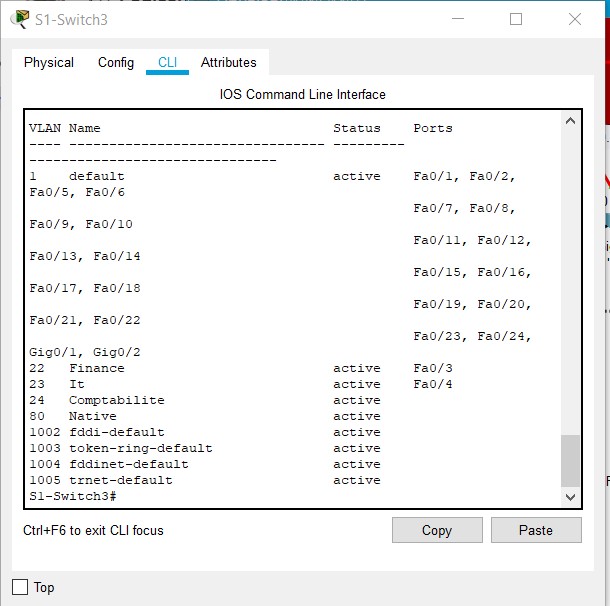 S1-Switch3
Physical Config CLI Attributes
IOS Command Line Interface
VLAN Name Status Ports
---- -------------------------------- ---------
-------------------------------
1 default active Fa0/1, Fa0/2,
Fa0/5, Fa0/6
Fa0/7, Fa0/8,
Fa0/9, Fa0/10
Fa0/11, Fa0/12,
Fa0/13, Fa0/14
Fa0/15, Fa0/16,
Fa0/17, Fa0/18
Fa0/19, Fa0/20,
Fa0/21, Fa0/22
Fa0/23, Fa0/24,
Gig0/1, Gig0/2
22 Finance active Fa0/3
23 It active Fa0/4
24 Comptabilite active
80 Native active
1002 fddi-default active
1003 token-ring-default active
1004 fddinet-default active
1005 trnet-default active
S1-Switch3#
Ctrl+F6 to exit CLI focus
Copy Paste
Top